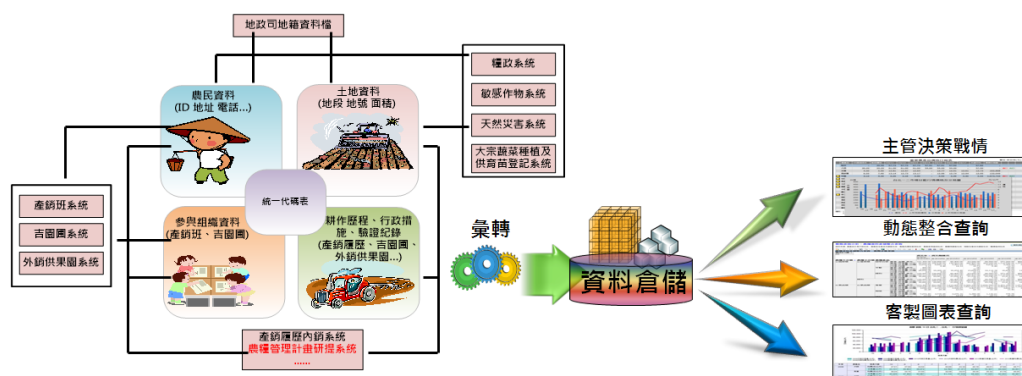 地政司地籍資料檔
農民資料
(ID 地址 電話...)
土地資料
(地段 地號 面積)
糧政系統
敏感作物系統
天然災害系統
大宗蔬菜種植及
供育苗登記系統
產銷班系統
吉園圃系統
外銷供果園系統
統一代碼表
參與組織資料
(產銷班、吉園圃)
耕作歷程、行政措
施、驗證紀錄
(產銷履歷、吉園圃、
外銷供果園...)
產銷履歷內銷系統
農糧管理計畫研提系統
......
彙轉
資料倉儲
主管決策戰情
動態整合查詢
客製圖表查詢